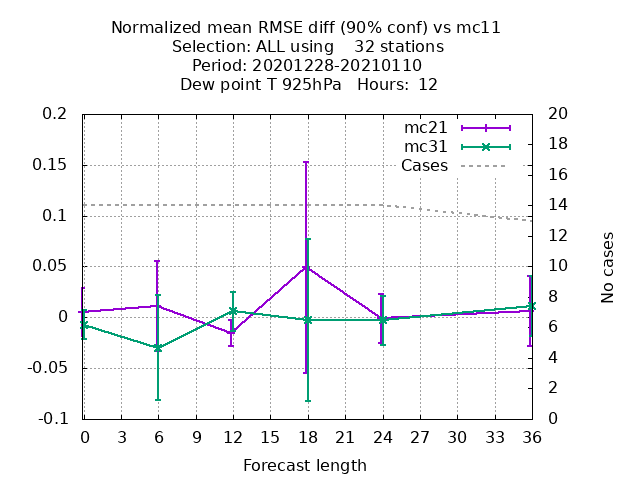 Normalized mean RMSE diff (90% conf) vs mc11
Selection: ALL using    32 stations
Period: 20201228-20210110
Dew point T 925hPa   Hours:  12
mc21
mc31
Cases
0.2
0.15
0.1
0.05
0
-0.05
-0.1
20
18
16
14
12
10
8
6
4
2
0
No cases
0 3 6 9 12 15 18 21 24 27 30 33 36
Forecast length